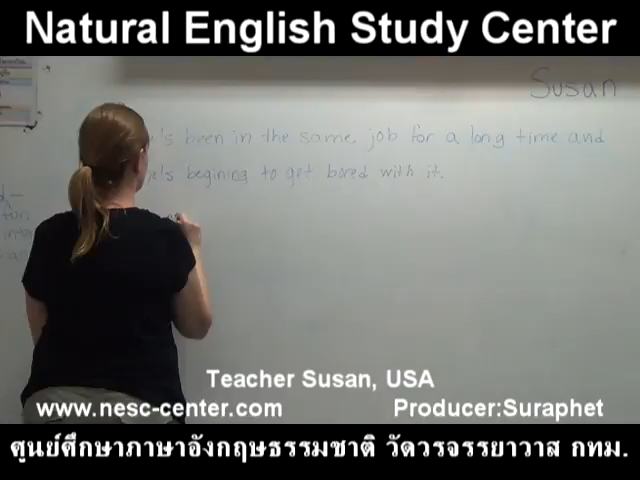 Natural English Study Center
Susan
's been in the same job for a long time and
's begining to get bored with it.
Teacher Susan, USA
www.nesc-center.com
Producer:Suraphet
ศูนย์ศึกษาภาษาอังกฤษธรรมชาติ วัดวรจรรยาวาส กทม.